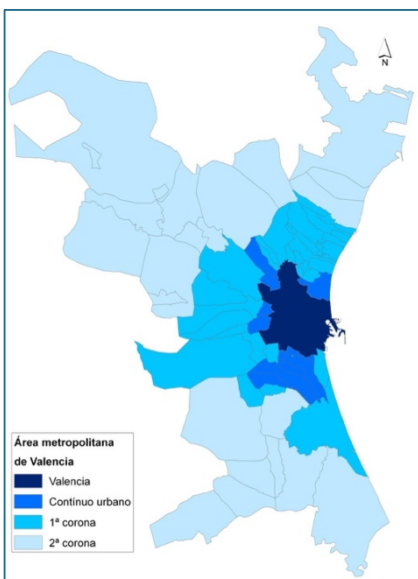 N
Área metropolitana
de Valencia
Valencia
Contínuo urbano
1ª corona
2ª corona